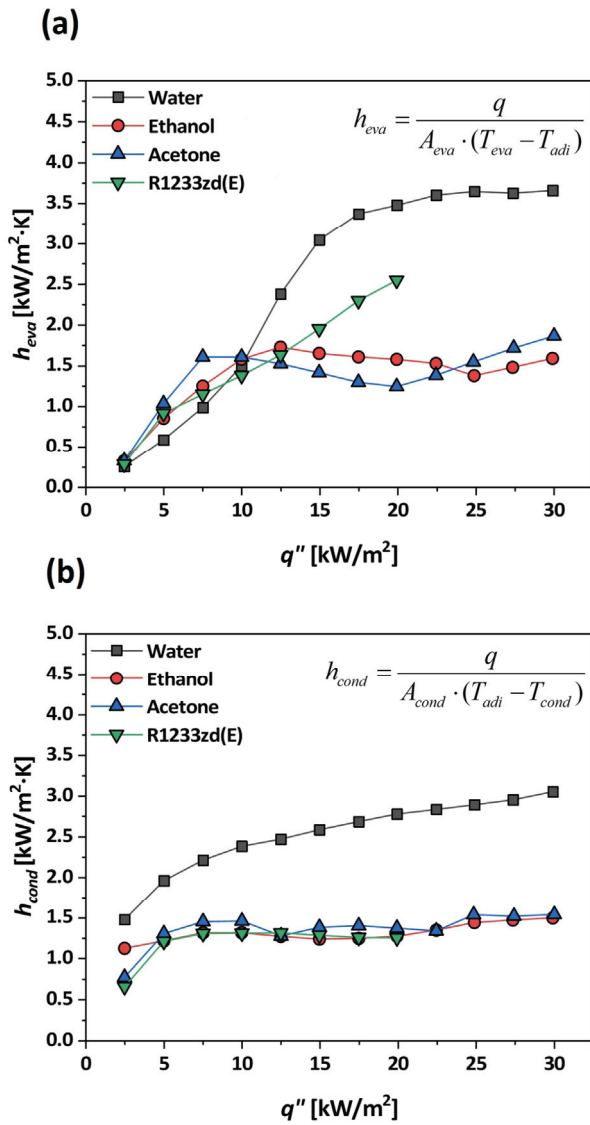 (a)
5.0
4.5
4.0
3.5
3.0
2.5
2.0
1.5
1.0
0.5
0.0
h_eva [kW/m²·K]
Water
Ethanol
Acetone
R1233zd(E)
h_eva = q / A_eva · (T_eva − T_adi)
0 5 10 15 20 25 30
q″ [kW/m²]
(b)
5.0
4.5
4.0
3.5
3.0
2.5
2.0
1.5
1.0
0.5
0.0
h_cond [kW/m²·K]
Water
Ethanol
Acetone
R1233zd(E)
h_cond = q / A_cond · (T_adi − T_cond)
0 5 10 15 20 25 30
q″ [kW/m²]